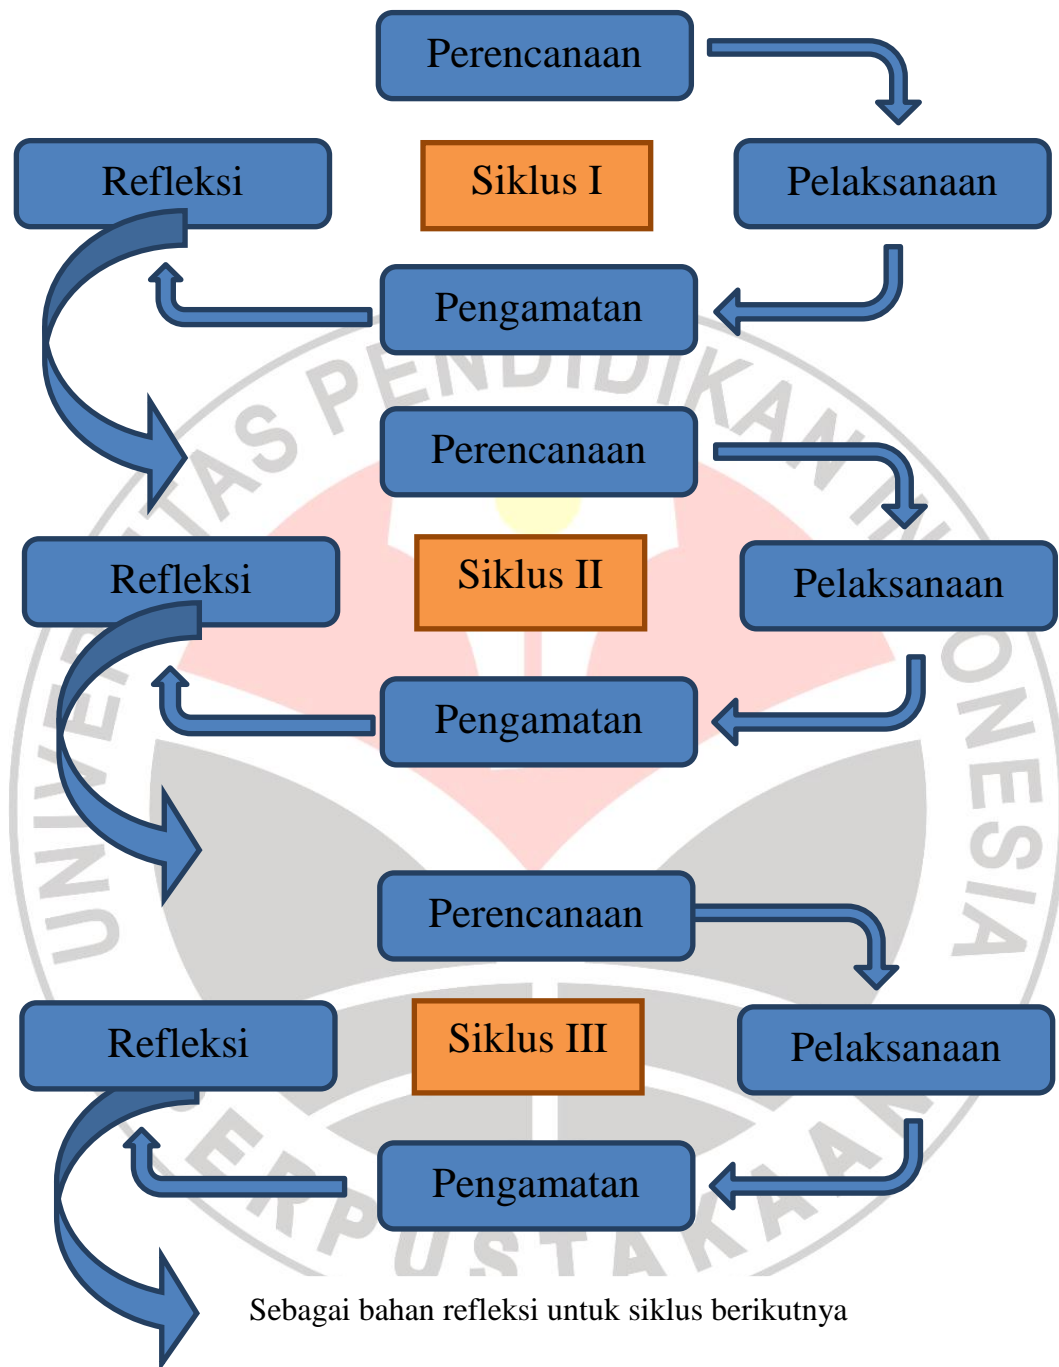 Perencanaan
Refleksi
Siklus I
Pelaksanaan
Pengamatan
Perencanaan
Refleksi
Siklus II
Pelaksanaan
Pengamatan
Perencanaan
Refleksi
Siklus III
Pelaksanaan
Pengamatan
Sebagai bahan refleksi untuk siklus berikutnya
UNIVERSITAS PENDIDIKAN INDONESIA
PERPUSTAKAAN